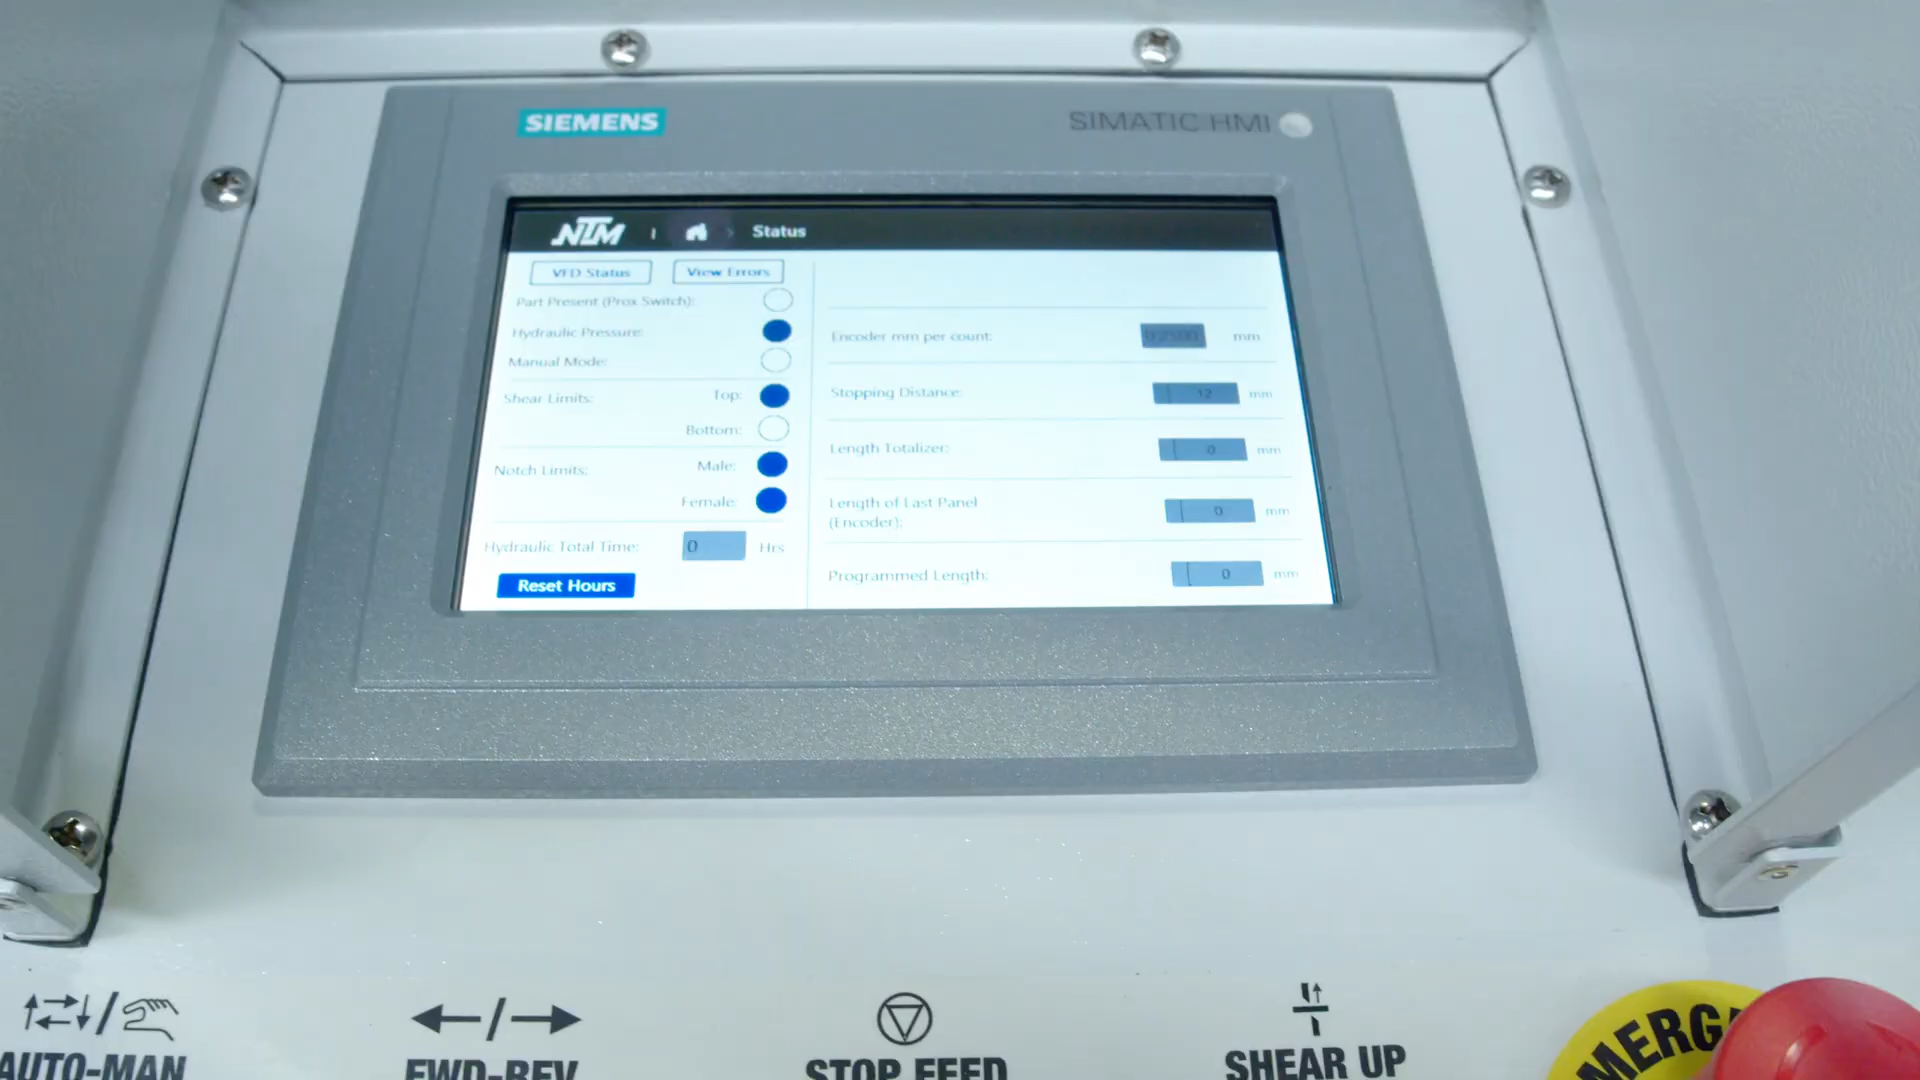 SIEMENS
SIMATIC HMI
NTM
Status
VFD Status
View Errors
Part Present (Prox Switch):
Hydraulic Pressure:
Manual Mode:
Shear Limits: Top:
Bottom:
Notch Limits: Male:
Female:
Hydraulic Total Time: 0 Hrs
Reset Hours
Encoder mm per count: mm
Stopping Distance: 12 mm
Length Totalizer: 0 mm
Length of Last Panel
(Encoder): 0 mm
Programmed Length: 0 mm
AUTO-MAN
FWD-REV
STOP FEED
SHEAR UP
MERG